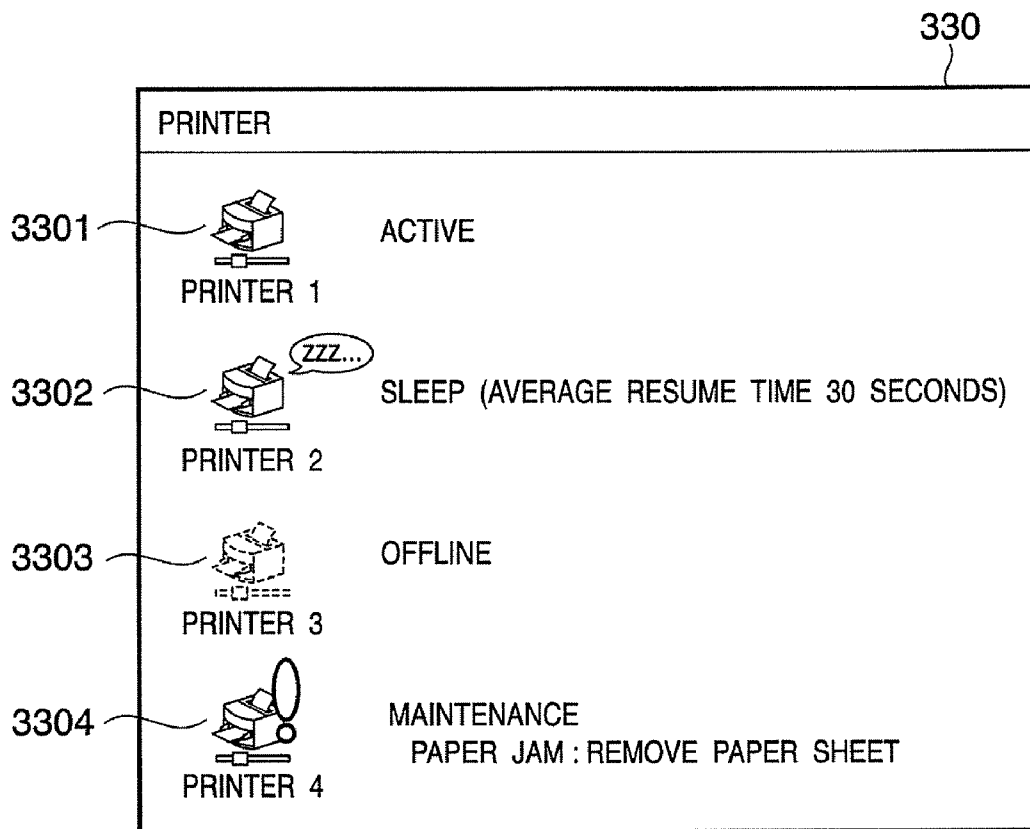 330
PRINTER
3301
ACTIVE
PRINTER 1
zzz...
3302
SLEEP (AVERAGE RESUME TIME 30 SECONDS)
PRINTER 2
3303
OFFLINE
PRINTER 3
3304
MAINTENANCE
PAPER JAM : REMOVE PAPER SHEET
PRINTER 4